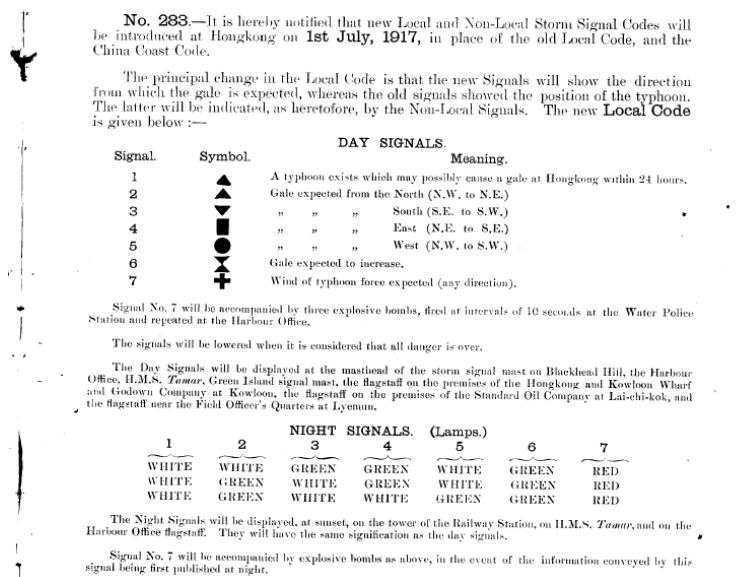 No. 283.—It is hereby notified that new Local and Non-Local Storm Signal Codes will
be introduced at Hongkong on 1st July, 1917, in place of the old Local Code, and the
China Coast Code.
The principal change in the Local Code is that the new Signals will show the direction
from which the gale is expected, whereas the old signals showed the position of the typhoon.
The latter will be indicated, as heretofore, by the Non-Local Signals. The new Local Code
is given below :—
DAY SIGNALS.
Signal. Symbol. Meaning.
1 ▲ A typhoon exists which may possibly cause a gale at Hongkong within 24 hours.
2 ▲ Gale expected from the North (N.W. to N.E.)
3 ▼ „ „ „ South (S.E. to S.W.)
4 ■ „ „ „ East (N.E. to S.E.)
5 ● „ „ „ West (N.W. to S.W.)
6 Gale expected to increase.
7 ✚ Wind of typhoon force expected (any direction).
Signal No. 7 will be accompanied by three explosive bombs, fired at intervals of 10 seconds at the Water Police
Station and repeated at the Harbour Office.
The signals will be lowered when it is considered that all danger is over.
The Day Signals will be displayed at the masthead of the storm signal mast on Blackhead Hill, the Harbour
Office, H.M.S. Tamar, Green Island signal mast, the flagstaff on the premises of the Hongkong and Kowloon Wharf
and Godown Company at Kowloon, the flagstaff on the premises of the Standard Oil Company at Lai-chi-kok, and
the flagstaff near the Field Officer's Quarters at Lyemun.
NIGHT SIGNALS. (Lamps.)
1 2 3 4 5 6 7
WHITE WHITE GREEN GREEN WHITE GREEN RED
WHITE GREEN WHITE GREEN WHITE GREEN RED
WHITE GREEN WHITE WHITE GREEN GREEN RED
The Night Signals will be displayed, at sunset, on the tower of the Railway Station, on H.M.S. Tamar, and on the
Harbour Office flagstaff. They will have the same signification as the day signals.
Signal No. 7 will be accompanied by explosive bombs as above, in the event of the information conveyed by this
signal being first published at night.